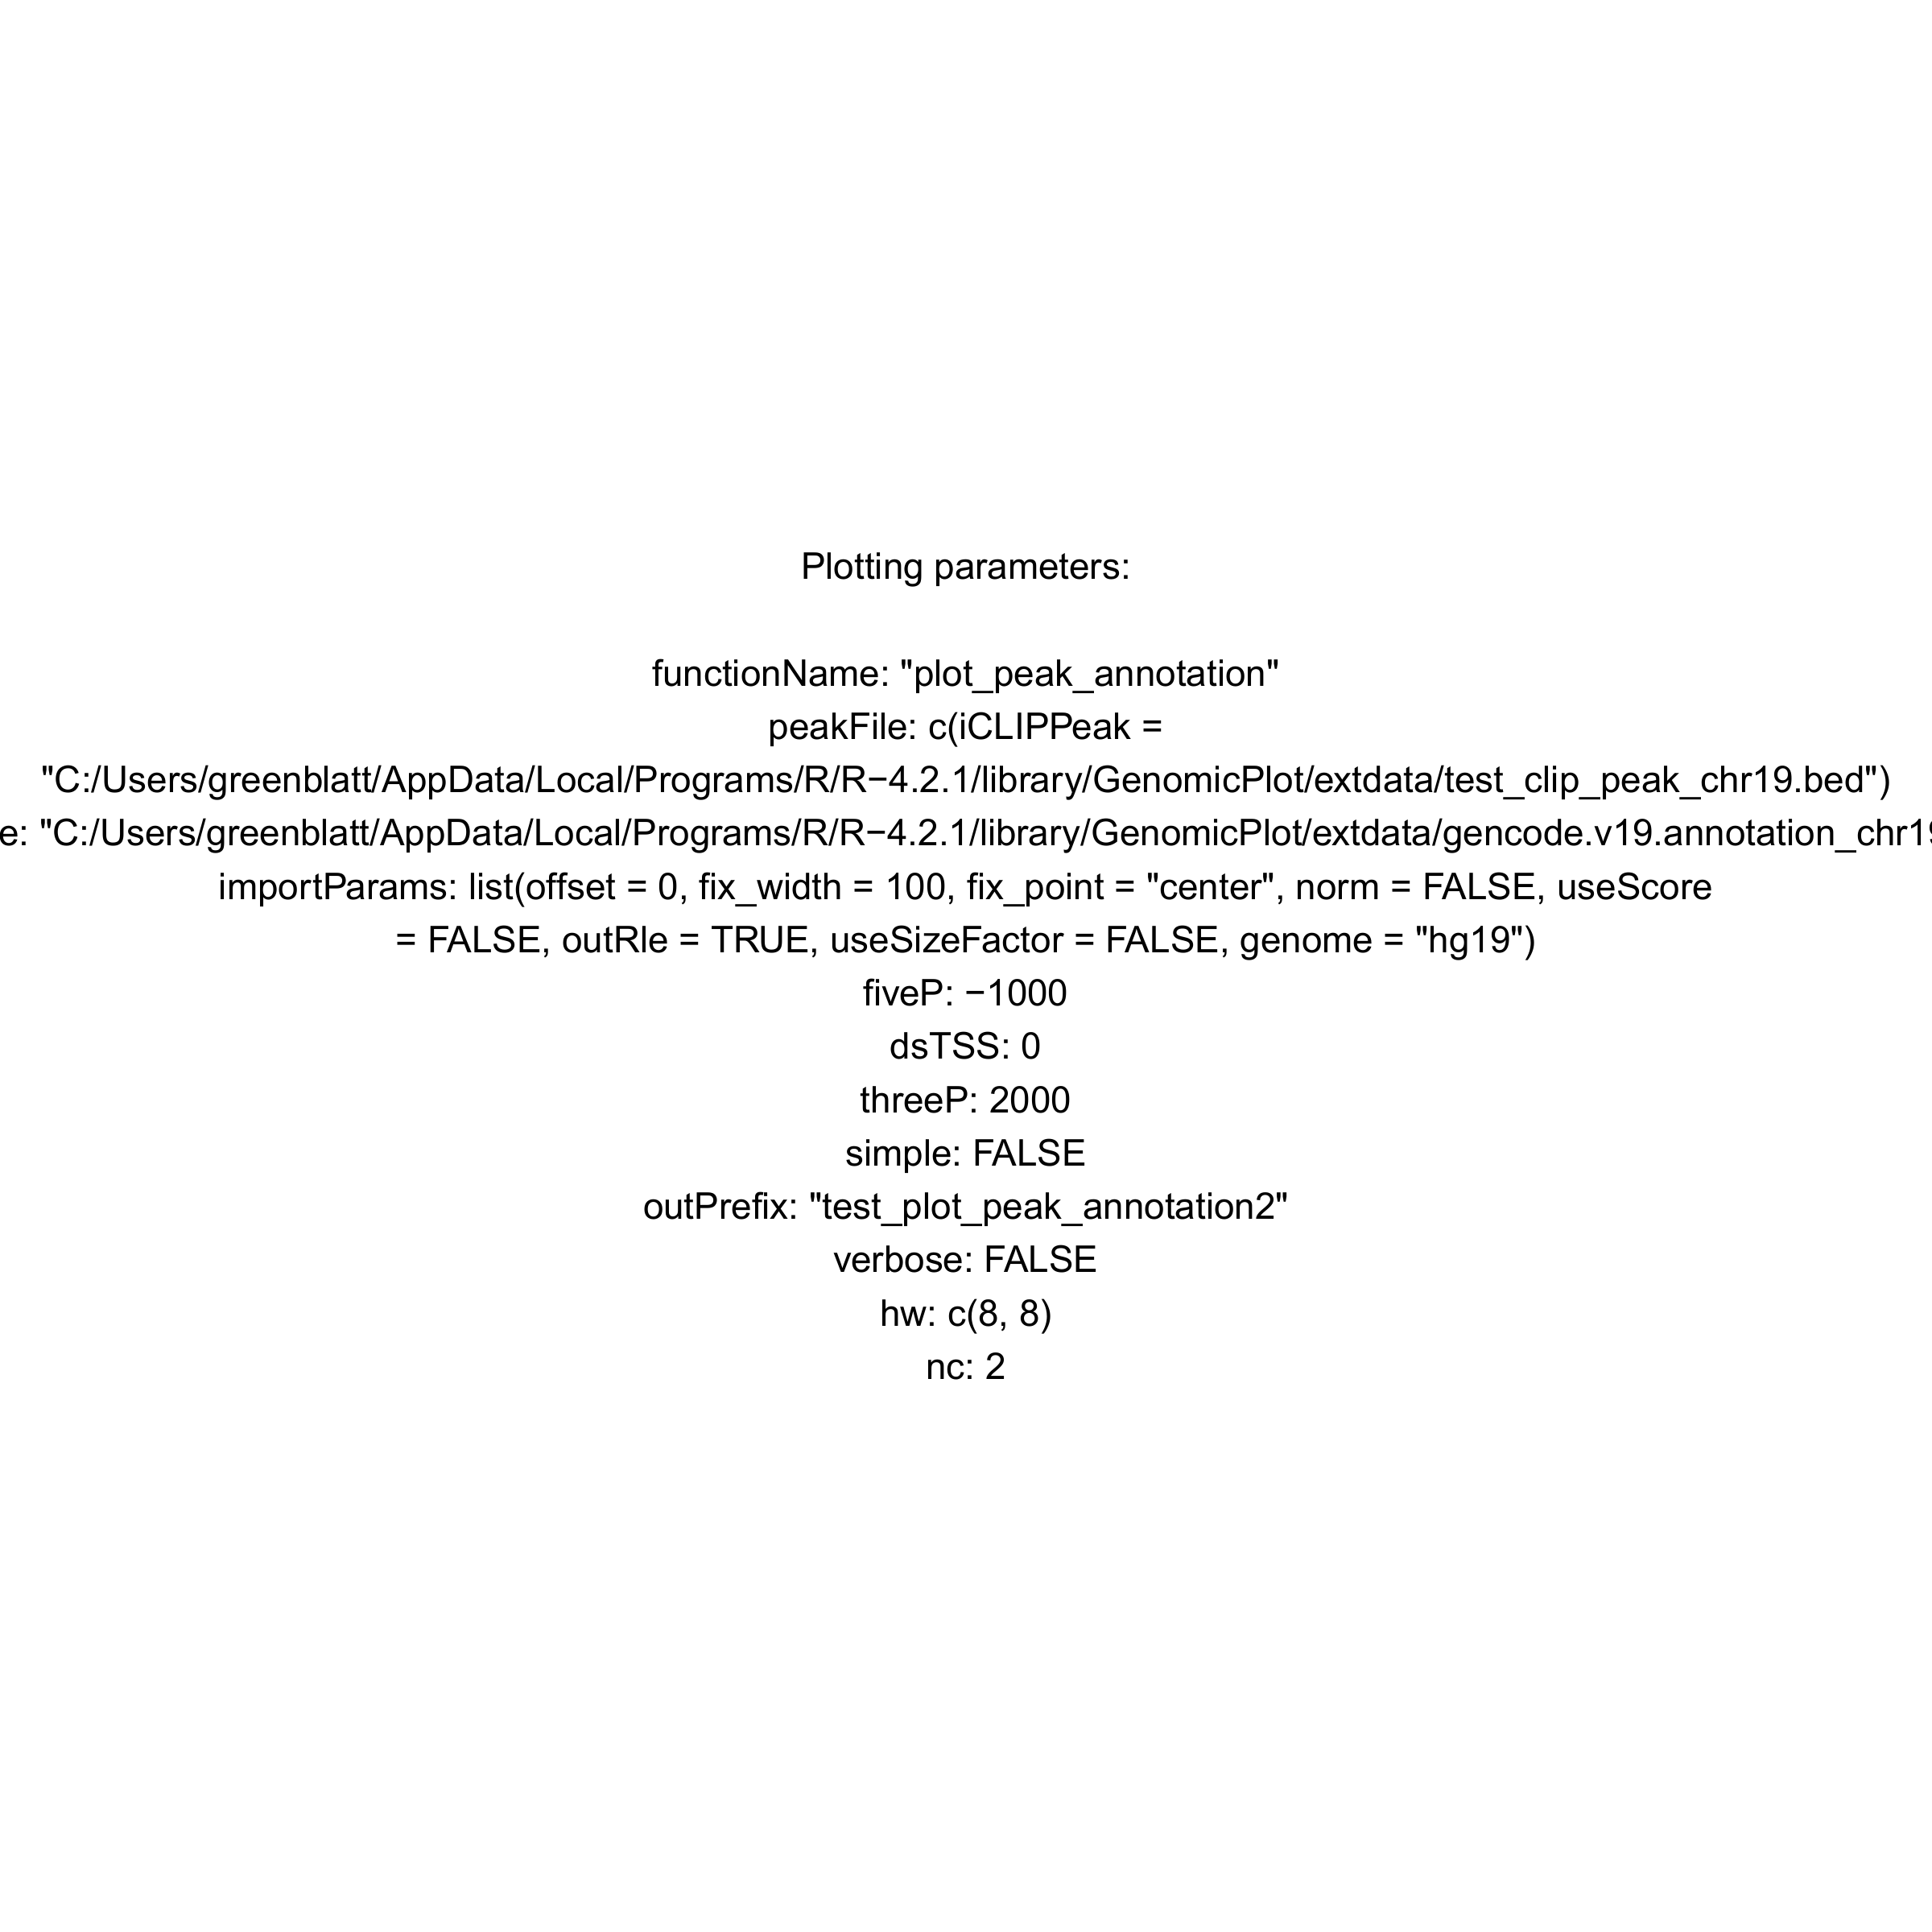 Plotting parameters:
functionName: "plot_peak_annotation"
peakFile: c(iCLIPPeak =
"C:/Users/greenblatt/AppData/Local/Programs/R/R−4.2.1/library/GenomicPlot/extdata/test_clip_peak_chr19.bed")
e: "C:/Users/greenblatt/AppData/Local/Programs/R/R−4.2.1/library/GenomicPlot/extdata/gencode.v19.annotation_chr19
importParams: list(offset = 0, fix_width = 100, fix_point = "center", norm = FALSE, useScore
= FALSE, outRle = TRUE, useSizeFactor = FALSE, genome = "hg19")
fiveP: −1000
dsTSS: 0
threeP: 2000
simple: FALSE
outPrefix: "test_plot_peak_annotation2"
verbose: FALSE
hw: c(8, 8)
nc: 2